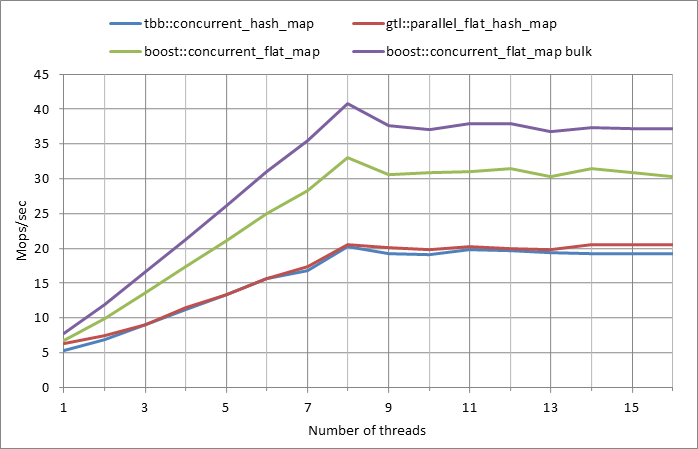 tbb::concurrent_hash_map gtl::parallel_flat_hash_map
boost::concurrent_flat_map boost::concurrent_flat_map bulk
45
40
35
30
25
20
15
10
5
0
Mops/sec
1 3 5 7 9 11 13 15
Number of threads